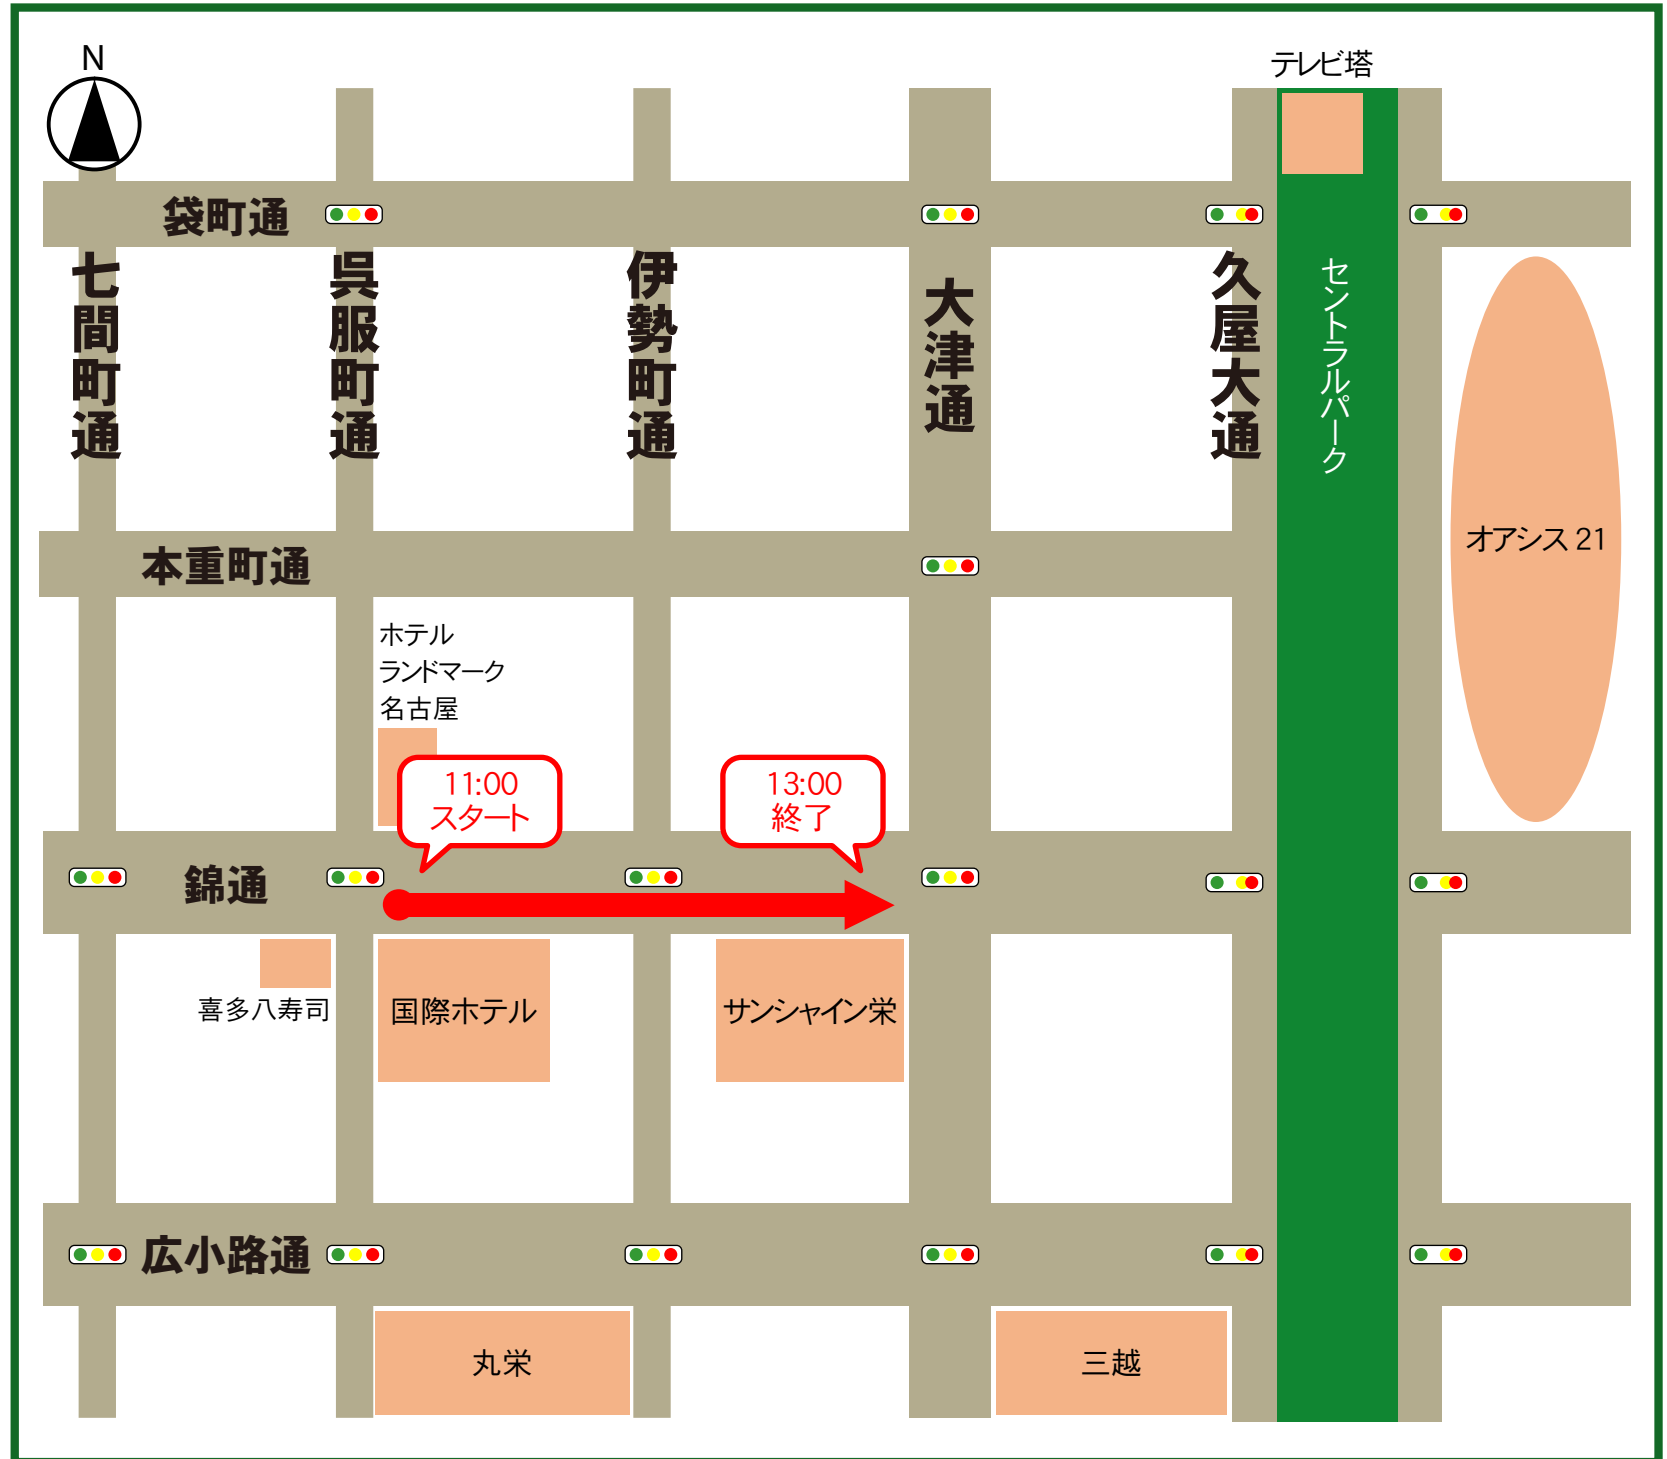 N
テレビ塔
袋町通
七間町通
呉服町通
伊勢町通
大津通
久屋大通
セントラルパーク
オアシス21
本重町通
ホテル
ランドマーク
名古屋
11:00
スタート
13:00
終了
錦通
喜多八寿司
国際ホテル
サンシャイン栄
広小路通
丸栄
三越